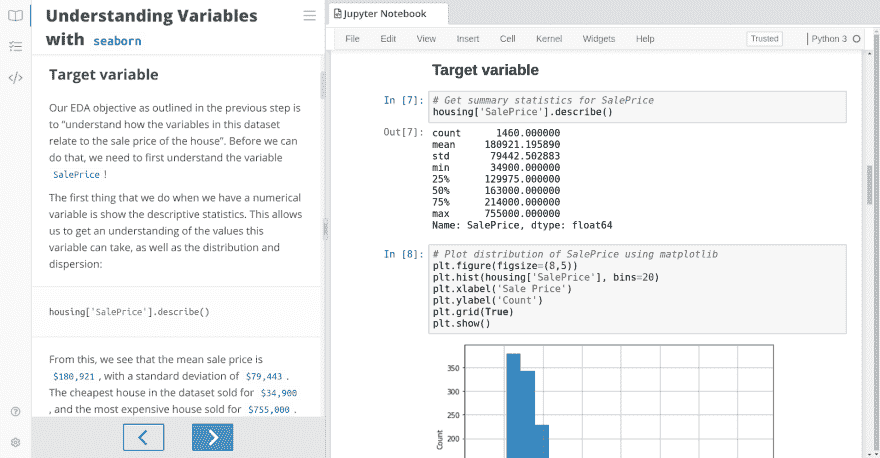 Understanding Variables
with seaborn
Target variable
Our EDA objective as outlined in the previous step is
to "understand how the variables in this dataset
relate to the sale price of the house". Before we can
do that, we need to first understand the variable
SalePrice !
The first thing that we do when we have a numerical
variable is show the descriptive statistics. This allows
us to get an understanding of the values this
variable can take, as well as the distribution and
dispersion:
housing['SalePrice'].describe()
From this, we see that the mean sale price is
$180,921 , with a standard deviation of $79,443 .
The cheapest house in the dataset sold for $34,900
, and the most expensive house sold for $755,000 .
Jupyter Notebook
File Edit View Insert Cell Kernel Widgets Help Trusted Python 3
Target variable
In [7]: # Get summary statistics for SalePrice
housing['SalePrice'].describe()
Out[7]: count 1460.000000
mean 180921.195890
std 79442.502883
min 34900.000000
25% 129975.000000
50% 163000.000000
75% 214000.000000
max 755000.000000
Name: SalePrice, dtype: float64
In [8]: # Plot distribution of SalePrice using matplotlib
plt.figure(figsize=(8,5))
plt.hist(housing['SalePrice'], bins=20)
plt.xlabel('Sale Price')
plt.ylabel('Count')
plt.grid(True)
plt.show()
350
300
250
200
Count